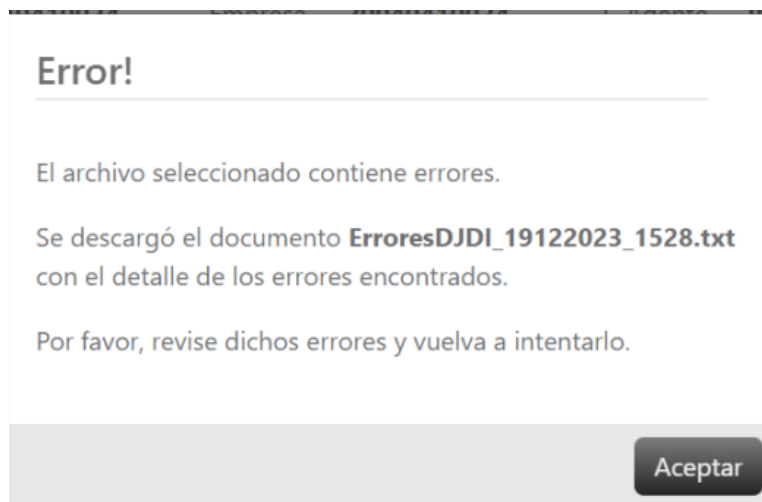 Error!
El archivo seleccionado contiene errores.
Se descargó el documento ErroresDJDI_19122023_1528.txt
con el detalle de los errores encontrados.
Por favor, revise dichos errores y vuelva a intentarlo.
Aceptar